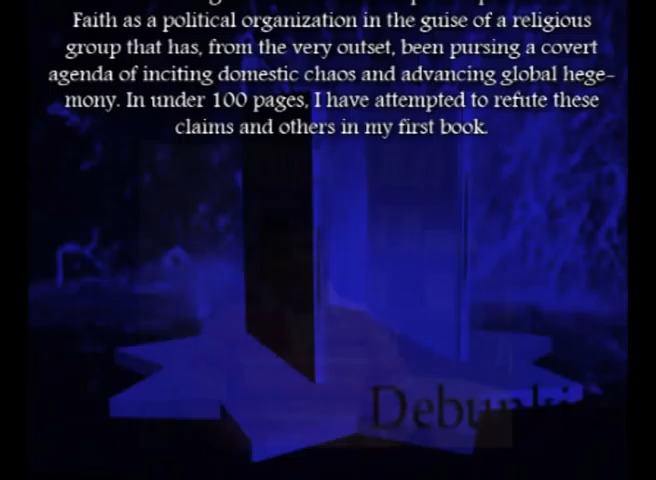 Faith as a political organization in the guise of a religious
group that has, from the very outset, been pursing a covert
agenda of inciting domestic chaos and advancing global hege-
mony. In under 100 pages, I have attempted to refute these
claims and others in my first book.